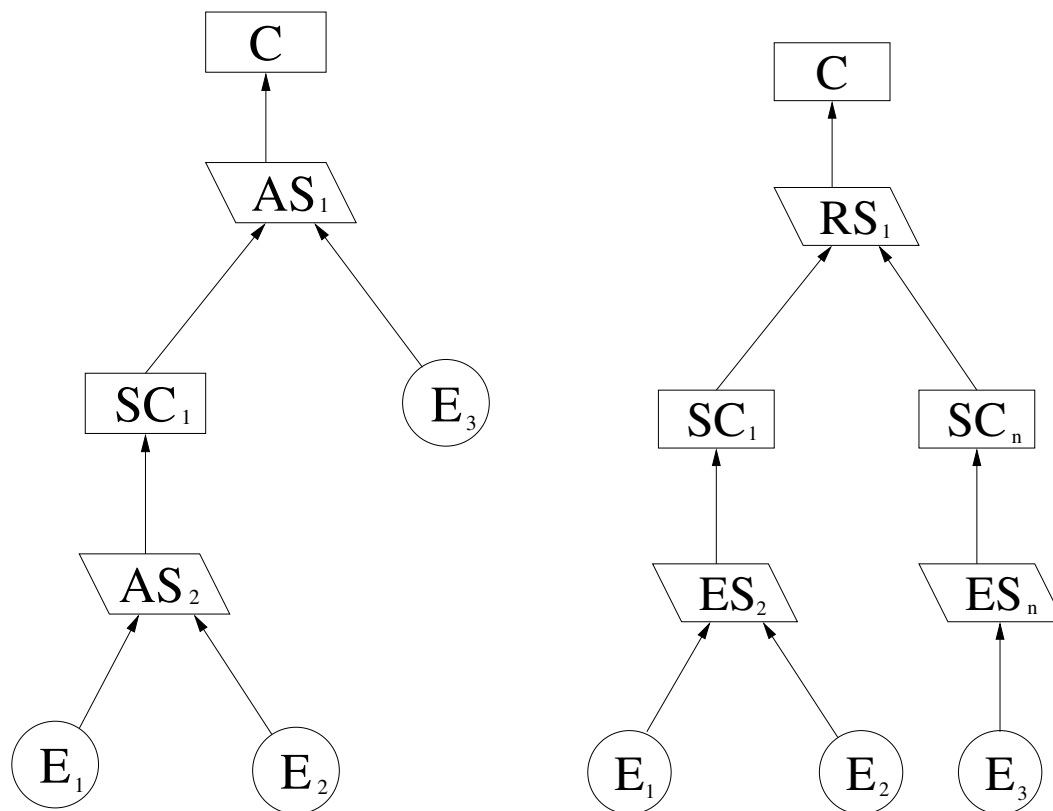 C
AS₁
SC₁
E₃
AS₂
E₁
E₂
C
RS₁
SC₁
SCₙ
ES₂
ESₙ
E₁
E₂
E₃